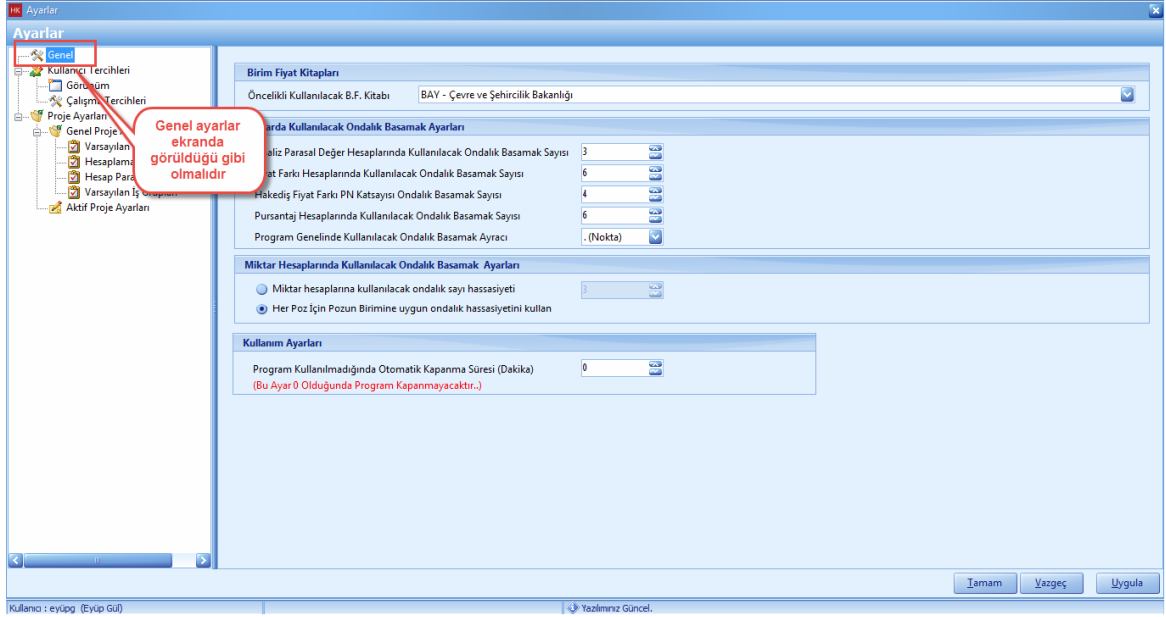 HK Ayarlar
Ayarlar
Genel
Kullanıcı Tercihleri
Görünüm
Çalışma Tercihleri
Proje Ayarları
Genel Proje
Varsayılan
Hesaplama
Hesap Para
Varsayılan İş Grupları
Aktif Proje Ayarları
Genel ayarlar
ekranda
görüldüğü gibi
olmalıdır
Birim Fiyat Kitapları
Öncelikli Kullanılacak B.F. Kitabı BAY - Çevre ve Şehircilik Bakanlığı
Kullanılacak Ondalık Basamak Ayarları
Parasal Değer Hesaplarında Kullanılacak Ondalık Basamak Sayısı 3
Farkı Hesaplarında Kullanılacak Ondalık Basamak Sayısı 6
Hakediş Fiyat Farkı PN Katsayısı Ondalık Basamak Sayısı 4
Pursantaj Hesaplarında Kullanılacak Ondalık Basamak Sayısı 6
Program Genelinde Kullanılacak Ondalık Basamak Ayracı . (Nokta)
Miktar Hesaplarında Kullanılacak Ondalık Basamak Ayarları
Miktar hesaplarına kullanılacak ondalık sayı hassasiyeti 3
Her Poz İçin Pozun Birimine uygun ondalık hassasiyetini kullan
Kullanım Ayarları
Program Kullanılmadığında Otomatik Kapanma Süresi (Dakika) 0
(Bu Ayar 0 Olduğunda Program Kapanmayacaktır..)
Tamam Vazgeç Uygula
Kullanıcı : eyüpg (Eyüp Gül) Yazılımınız Güncel.